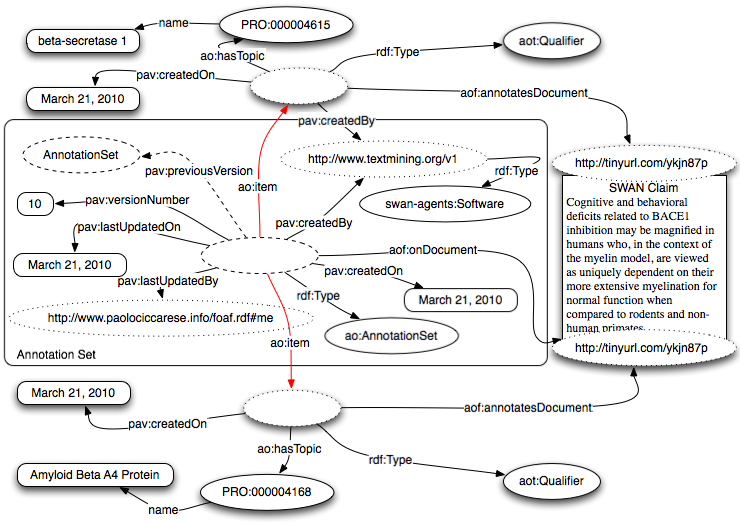 name
PRO:000004615
beta-secretase 1
ao:hasTopic
rdf:Type
aot:Qualifier
pav:createdOn
March 21, 2010
aof:annotatesDocument
pav:createdBy
AnnotationSet
pav:previousVersion
http://www.textmining.org/v1
rdf:Type
http://tinyurl.com/ykjn87p
ao:item
10
pav:versionNumber
swan-agents:Software
pav:lastUpdatedOn
pav:createdBy
SWAN Claim
Cognitive and behavioral
deficits related to BACE1
inhibition may be magnified in
humans who, in the context of
the myelin model, are viewed
as uniquely dependent on their
more extensive myelination for
normal function when
compared to rodents and non-
human primates
aof:onDocument
March 21, 2010
pav:lastUpdatedBy
pav:createdOn
rdf:Type
March 21, 2010
http://www.paolociccarese.info/foaf.rdf#me
ao:AnnotationSet
ao:item
http://tinyurl.com/ykjn87p
Annotation Set
March 21, 2010
pav:createdOn
aof:annotatesDocument
ao:hasTopic
rdf:Type
Amyloid Beta A4 Protein
name
PRO:000004168
aot:Qualifier